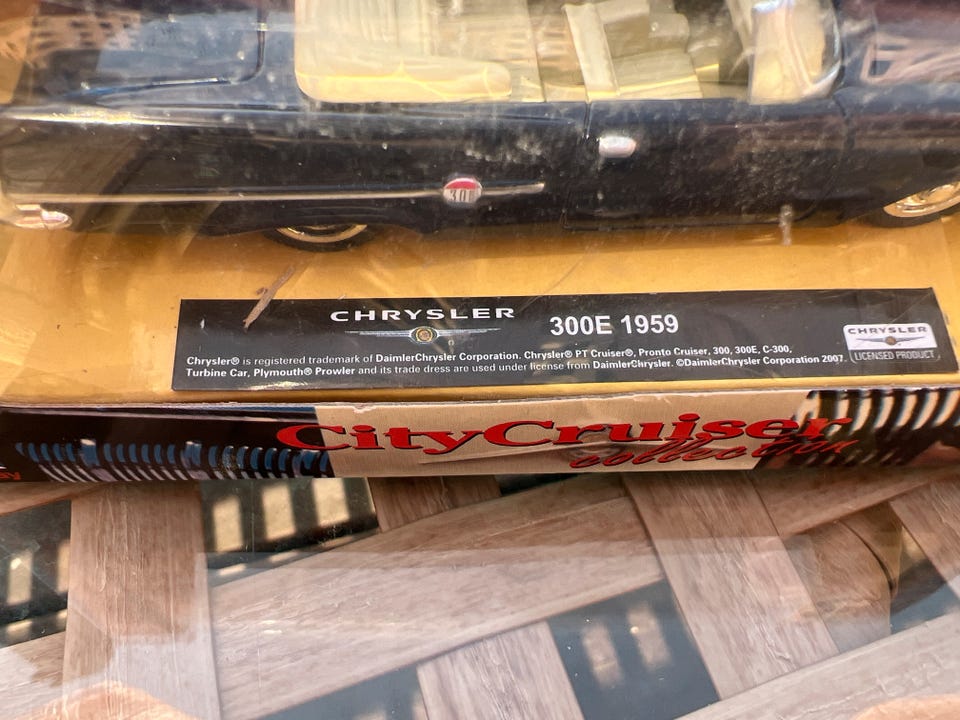 300
CHRYSLER
300E 1959
Chrysler® is registered trademark of DaimlerChrysler Corporation. Chrysler® PT Cruiser®, Pronto Cruiser, 300, 300E, C-300,
Turbine Car, Plymouth® Prowler and its trade dress are used under license from DaimlerChrysler. ©DaimlerChrysler Corporation 2007.
CHRYSLER
LICENSED PRODUCT
CityCruiser
collection